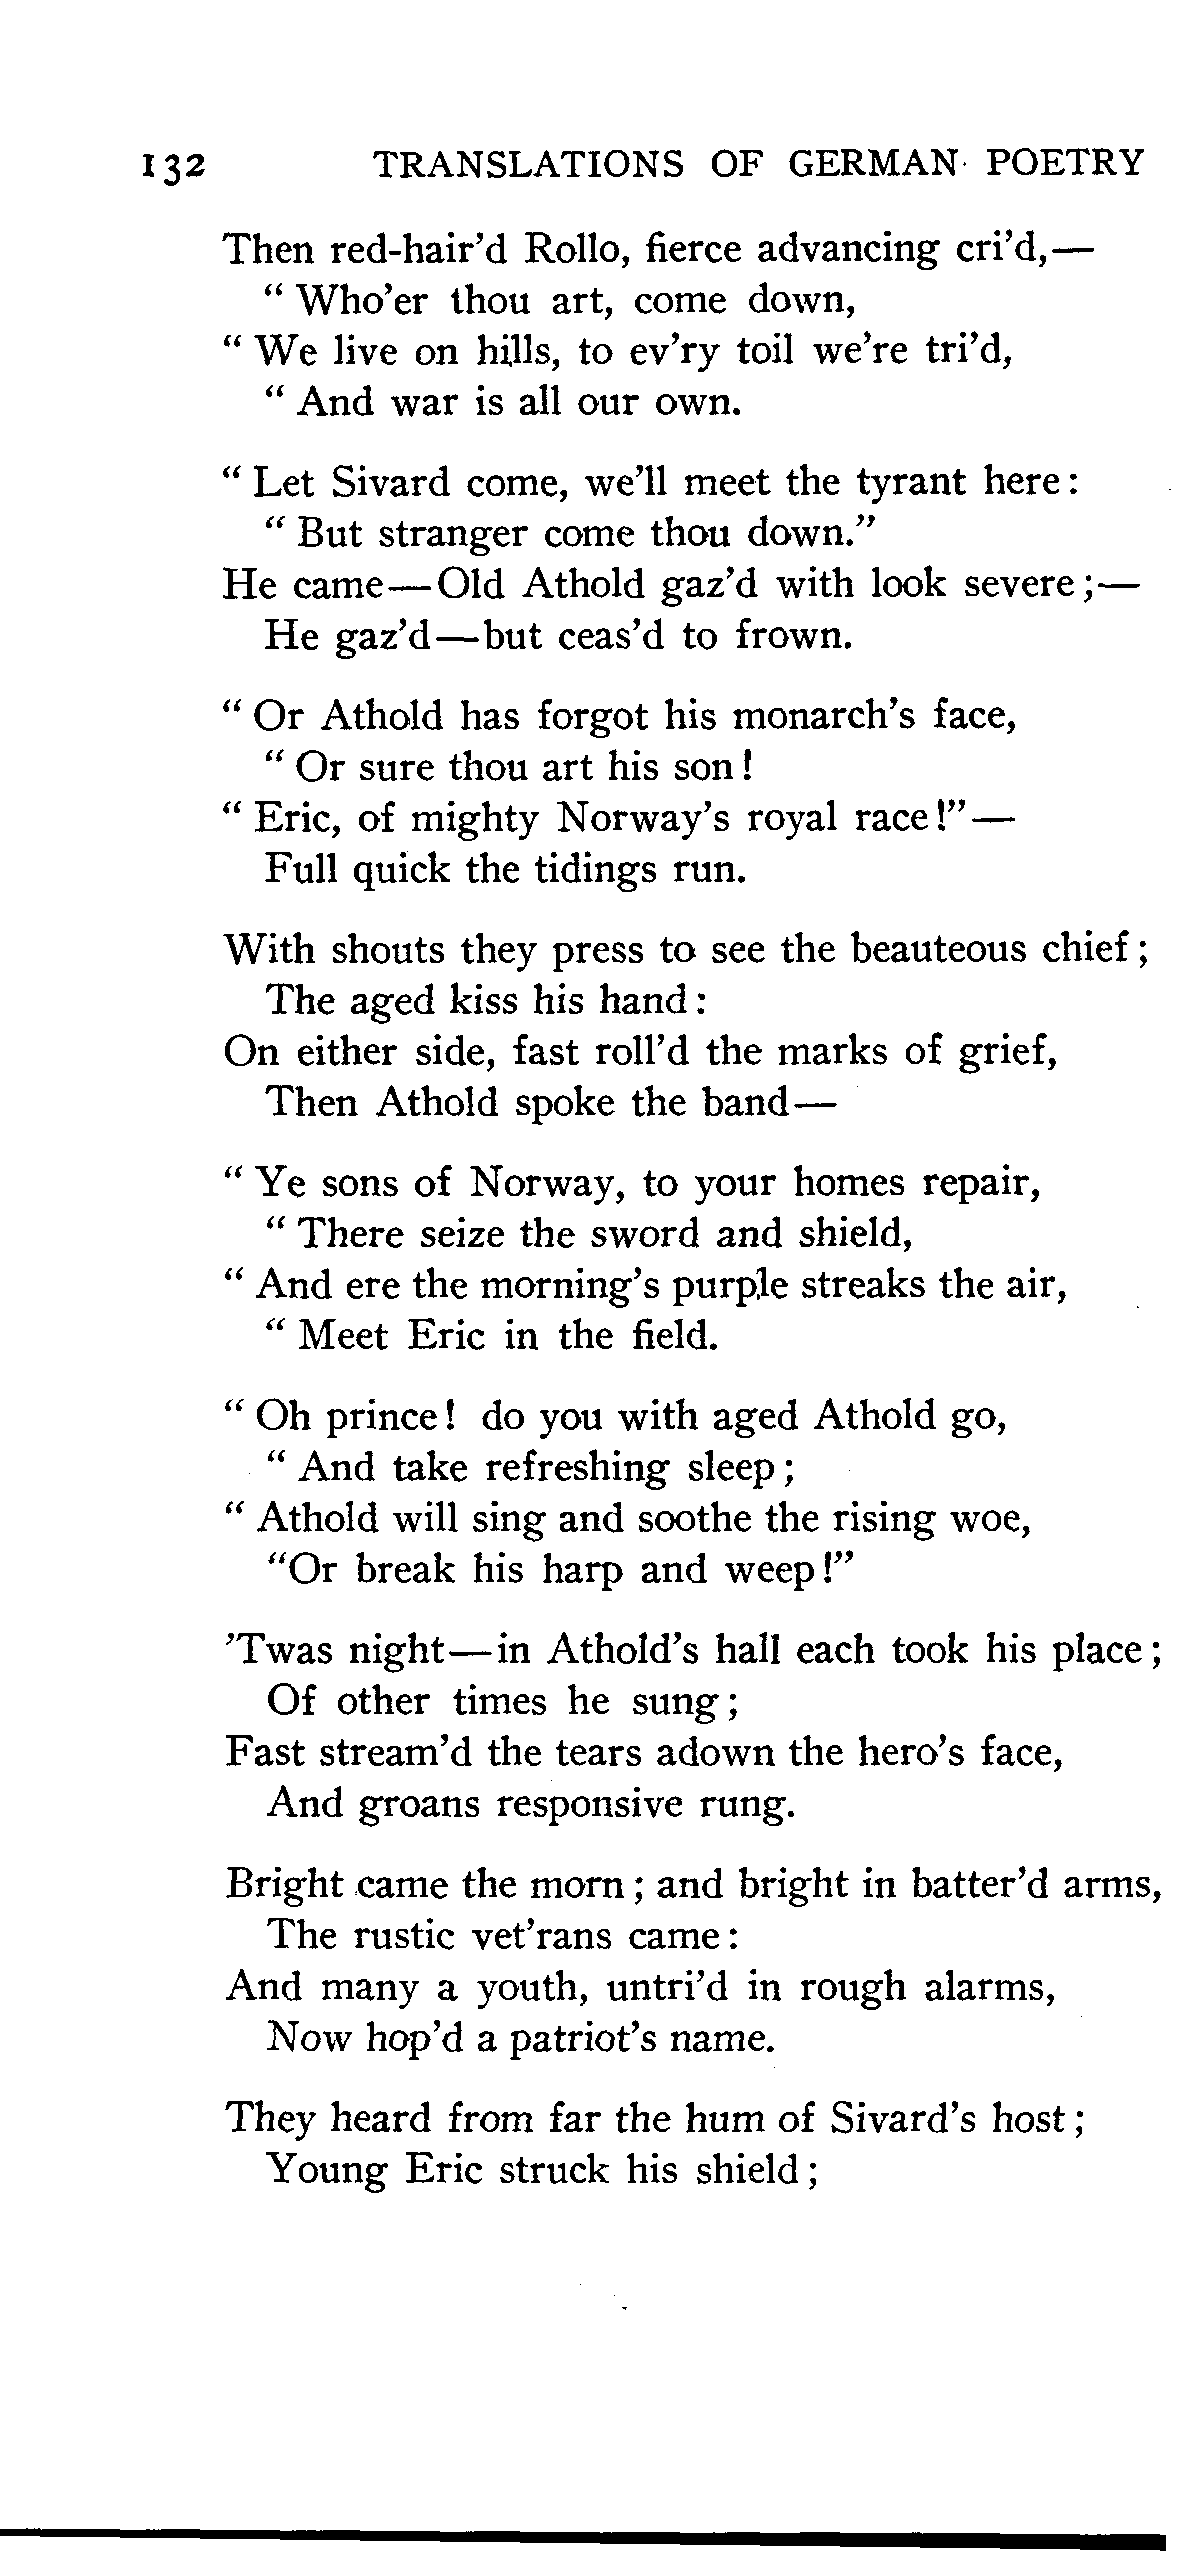 132 TRANSLATIONS OF GERMAN POETRY
Then red-hair'd Rollo, fierce advancing cri'd,—
“ Who'er thou art, come down,
“ We live on hills, to ev'ry toil we're tri'd,
“ And war is all our own.
“ Let Sivard come, we'll meet the tyrant here :
“ But stranger come thou down.”
He came—Old Athold gaz'd with look severe ;—
He gaz'd—but ceas'd to frown.
“ Or Athold has forgot his monarch's face,
“ Or sure thou art his son !
“ Eric, of mighty Norway's royal race !”—
Full quick the tidings run.
With shouts they press to see the beauteous chief ;
The aged kiss his hand :
On either side, fast roll'd the marks of grief,
Then Athold spoke the band—
“ Ye sons of Norway, to your homes repair,
“ There seize the sword and shield,
“ And ere the morning's purple streaks the air,
“ Meet Eric in the field.
“ Oh prince ! do you with aged Athold go,
“ And take refreshing sleep ;
“ Athold will sing and soothe the rising woe,
“Or break his harp and weep !”
'Twas night—in Athold's hall each took his place ;
Of other times he sung ;
Fast stream'd the tears adown the hero's face,
And groans responsive rung.
Bright came the morn ; and bright in batter'd arms,
The rustic vet'rans came :
And many a youth, untri'd in rough alarms,
Now hop'd a patriot's name.
They heard from far the hum of Sivard's host ;
Young Eric struck his shield ;